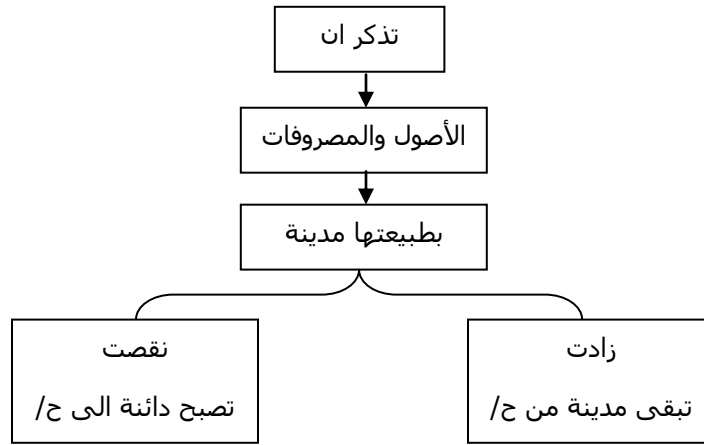 تذكر ان
الأصول والمصروفات
بطبيعتها مدينة
زادت
تبقى مدينة من ح/
نقصت
تصبح دائنة الى ح/